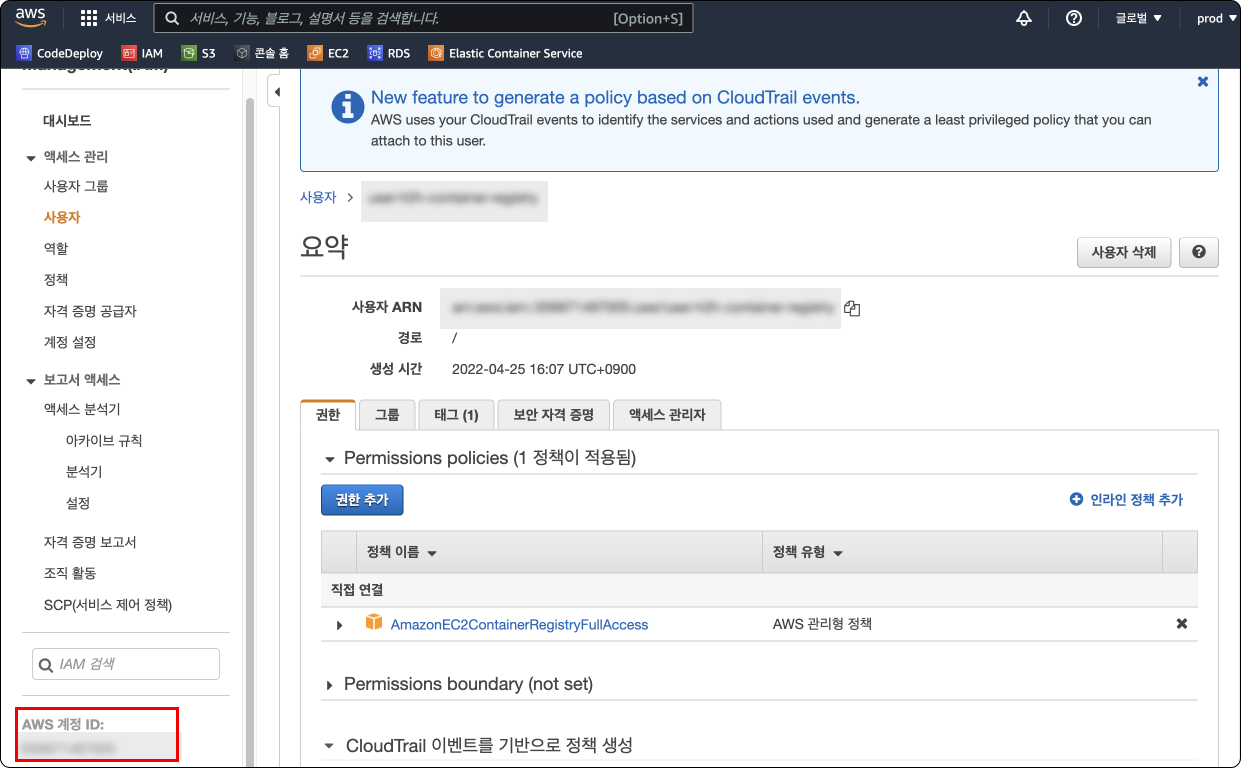 aws
서비스
서비스, 기능, 블로그, 설명서 등을 검색합니다.
[Option+S]
글로벌 ▼
prod ▼
CodeDeploy
IAM
S3
콘솔 홈
EC2
RDS
Elastic Container Service
대시보드
액세스 관리
사용자 그룹
사용자
역할
정책
자격 증명 공급자
계정 설정
보고서 액세스
액세스 분석기
아카이브 규칙
분석기
설정
자격 증명 보고서
조직 활동
SCP(서비스 제어 정책)
IAM 검색
AWS 계정 ID:
New feature to generate a policy based on CloudTrail events.
AWS uses your CloudTrail events to identify the services and actions used and generate a least privileged policy that you can
attach to this user.
사용자 >
요약
사용자 삭제
사용자 ARN
경로 /
생성 시간 2022-04-25 16:07 UTC+0900
권한
그룹
태그 (1)
보안 자격 증명
액세스 관리자
Permissions policies (1 정책이 적용됨)
권한 추가
인라인 정책 추가
정책 이름
정책 유형
직접 연결
AmazonEC2ContainerRegistryFullAccess
AWS 관리형 정책
Permissions boundary (not set)
CloudTrail 이벤트를 기반으로 정책 생성